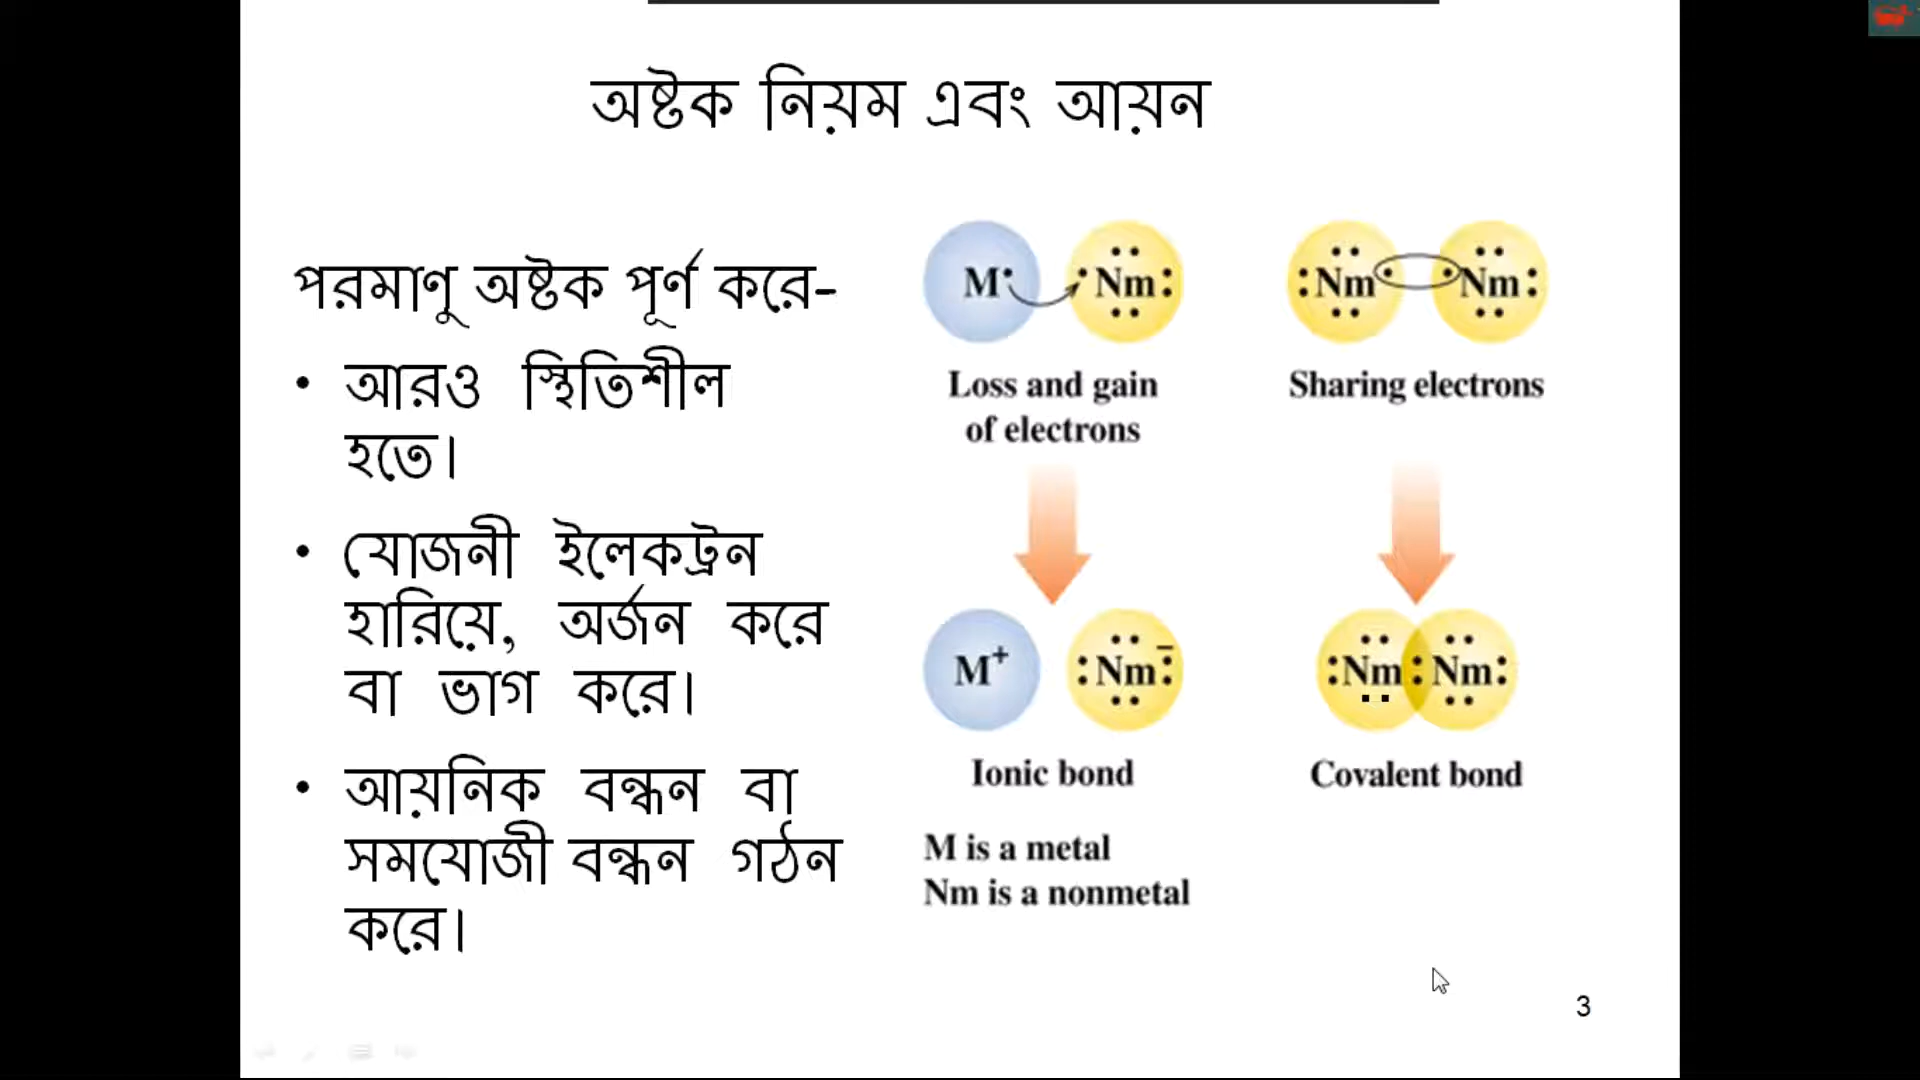 অষ্টক নিয়ম এবং আয়ন
পরমাণু অষ্টক পূর্ণ করে-
• আরও স্থিতিশীল
হতে।
• যোজনী ইলেকট্রন
হারিয়ে, অর্জন করে
বা ভাগ করে।
• আয়নিক বন্ধন বা
সমযোজী বন্ধন গঠন
করে।
M· ·Nm:
:Nm· ·Nm:
Loss and gain
of electrons
Sharing electrons
M+ :Nm:−
:Nm:Nm:
Ionic bond
Covalent bond
M is a metal
Nm is a nonmetal
3